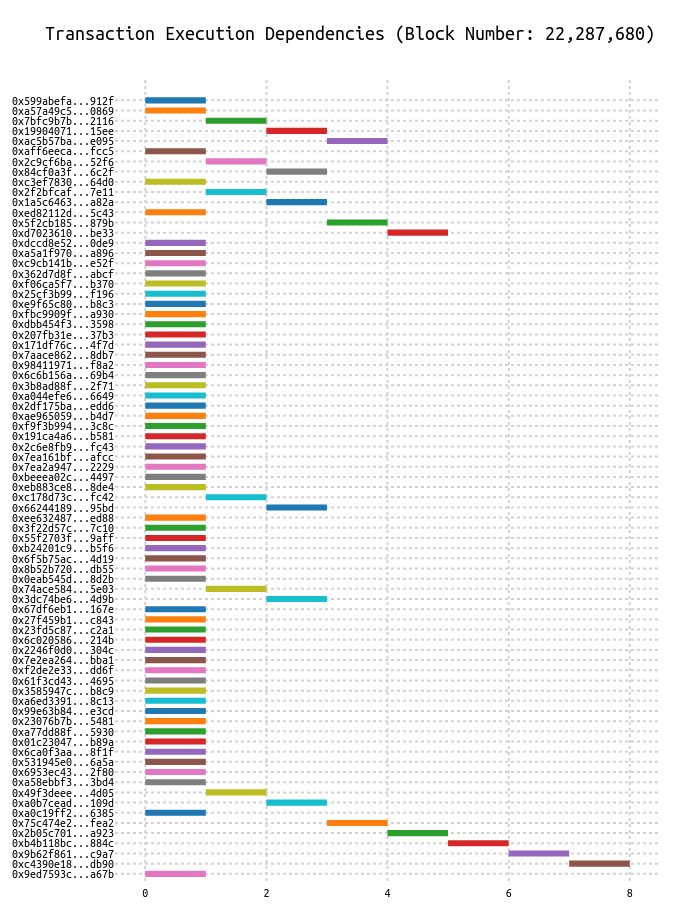 Transaction Execution Dependencies (Block Number: 22,287,680)
0x599abefa...912f
0xa57a49c5...0869
0x7bfc9b7b...2116
0x19904071...15ee
0xac5b57ba...e095
0xaff6eeca...fcc5
0x2c9cf6ba...52f6
0x84cf0a3f...6c2f
0xc3ef7830...64d0
0x2f2bfcaf...7e11
0x1a5c6463...a82a
0xed82112d...5c43
0x5f2cb185...879b
0xd7023610...be33
0xdccd8e52...0de9
0xa5a1f970...a896
0xc9cb141b...e52f
0x362d7d8f...abcf
0xf06ca5f7...b370
0x25cf3b99...f196
0xe9f65c80...b8c3
0xfbc9909f...a930
0xdbb454f3...3598
0x207fb31e...37b3
0x171df76c...4f7d
0x7aace862...8db7
0x98411971...f8a2
0x6c6b156a...69b4
0x3b8ad88f...2f71
0xa044efe6...6649
0x2df175ba...edd6
0xae965059...b4d7
0xf9f3b994...3c8c
0x191ca4a6...b581
0x2c6e8fb9...fc43
0x7ea161bf...afcc
0x7ea2a947...2229
0xbeeea02c...4497
0xeb883ce8...8de4
0xc178d73c...fc42
0x66244189...95bd
0xee632487...ed88
0x3f22d57c...7c10
0x55f2703f...9aff
0xb24201c9...b5f6
0x6f5b75ac...4d19
0x8b52b720...db55
0x0eab545d...8d2b
0x74ace584...5e03
0x3dc74be6...4d9b
0x67df6eb1...167e
0x27f459b1...c843
0x23fd5c87...c2a1
0x6c020586...214b
0x2246f0d0...304c
0x7e2ea264...bba1
0xf2de2e33...dd6f
0x61f3cd43...4695
0x3585947c...b8c9
0xa6ed3391...8c13
0x99e63b84...e3cd
0x23076b7b...5481
0xa77dd88f...5930
0x01c23047...b89a
0x6ca0f3aa...8f1f
0x531945e0...6a5a
0x6953ec43...2f80
0xa58ebbf3...3bd4
0x49f3deee...4d05
0xa0b7cead...109d
0xa0c19ff2...6385
0x75c474e2...fea2
0x2b05c701...a923
0xb4b118bc...884c
0x9b62f861...c9a7
0xc4390e18...db90
0x9ed7593c...a67b
0 2 4 6 8